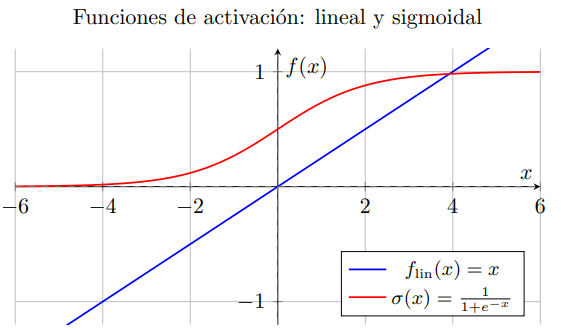 Funciones de activación: lineal y sigmoidal
1 f(x)
x
−6 −4 −2 2 4 6
f_lin(x) = x
−1
σ(x) = 1/(1+e^−x)